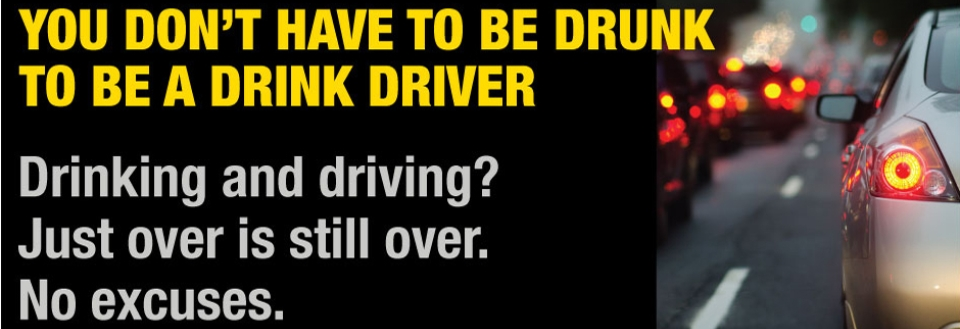 YOU DON'T HAVE TO BE DRUNK
TO BE A DRINK DRIVER
Drinking and driving?
Just over is still over.
No excuses.